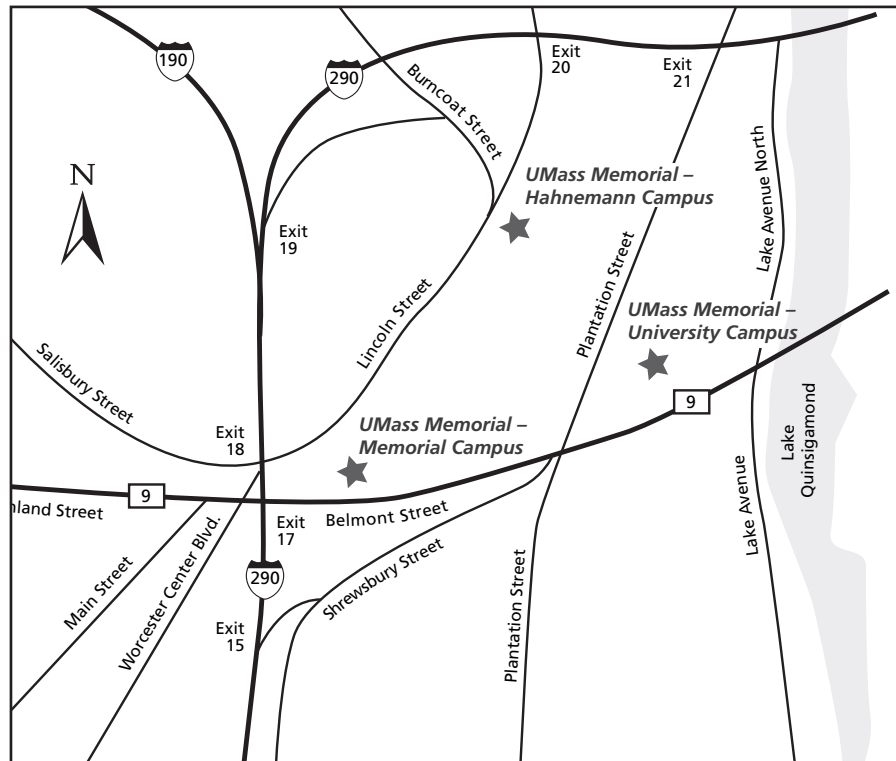 190
290
Exit
20
Exit
21
Burncoat Street
N
UMass Memorial –
Hahnemann Campus
Lake Avenue North
Exit
19
Plantation Street
Lincoln Street
UMass Memorial –
University Campus
Salisbury Street
9
Exit
18
UMass Memorial –
Memorial Campus
Lake
Quinsigamond
9
nland Street
Belmont Street
Exit
17
Lake Avenue
Main Street
Worcester Center Blvd.
290
Shrewsbury Street
Exit
15
Plantation Street